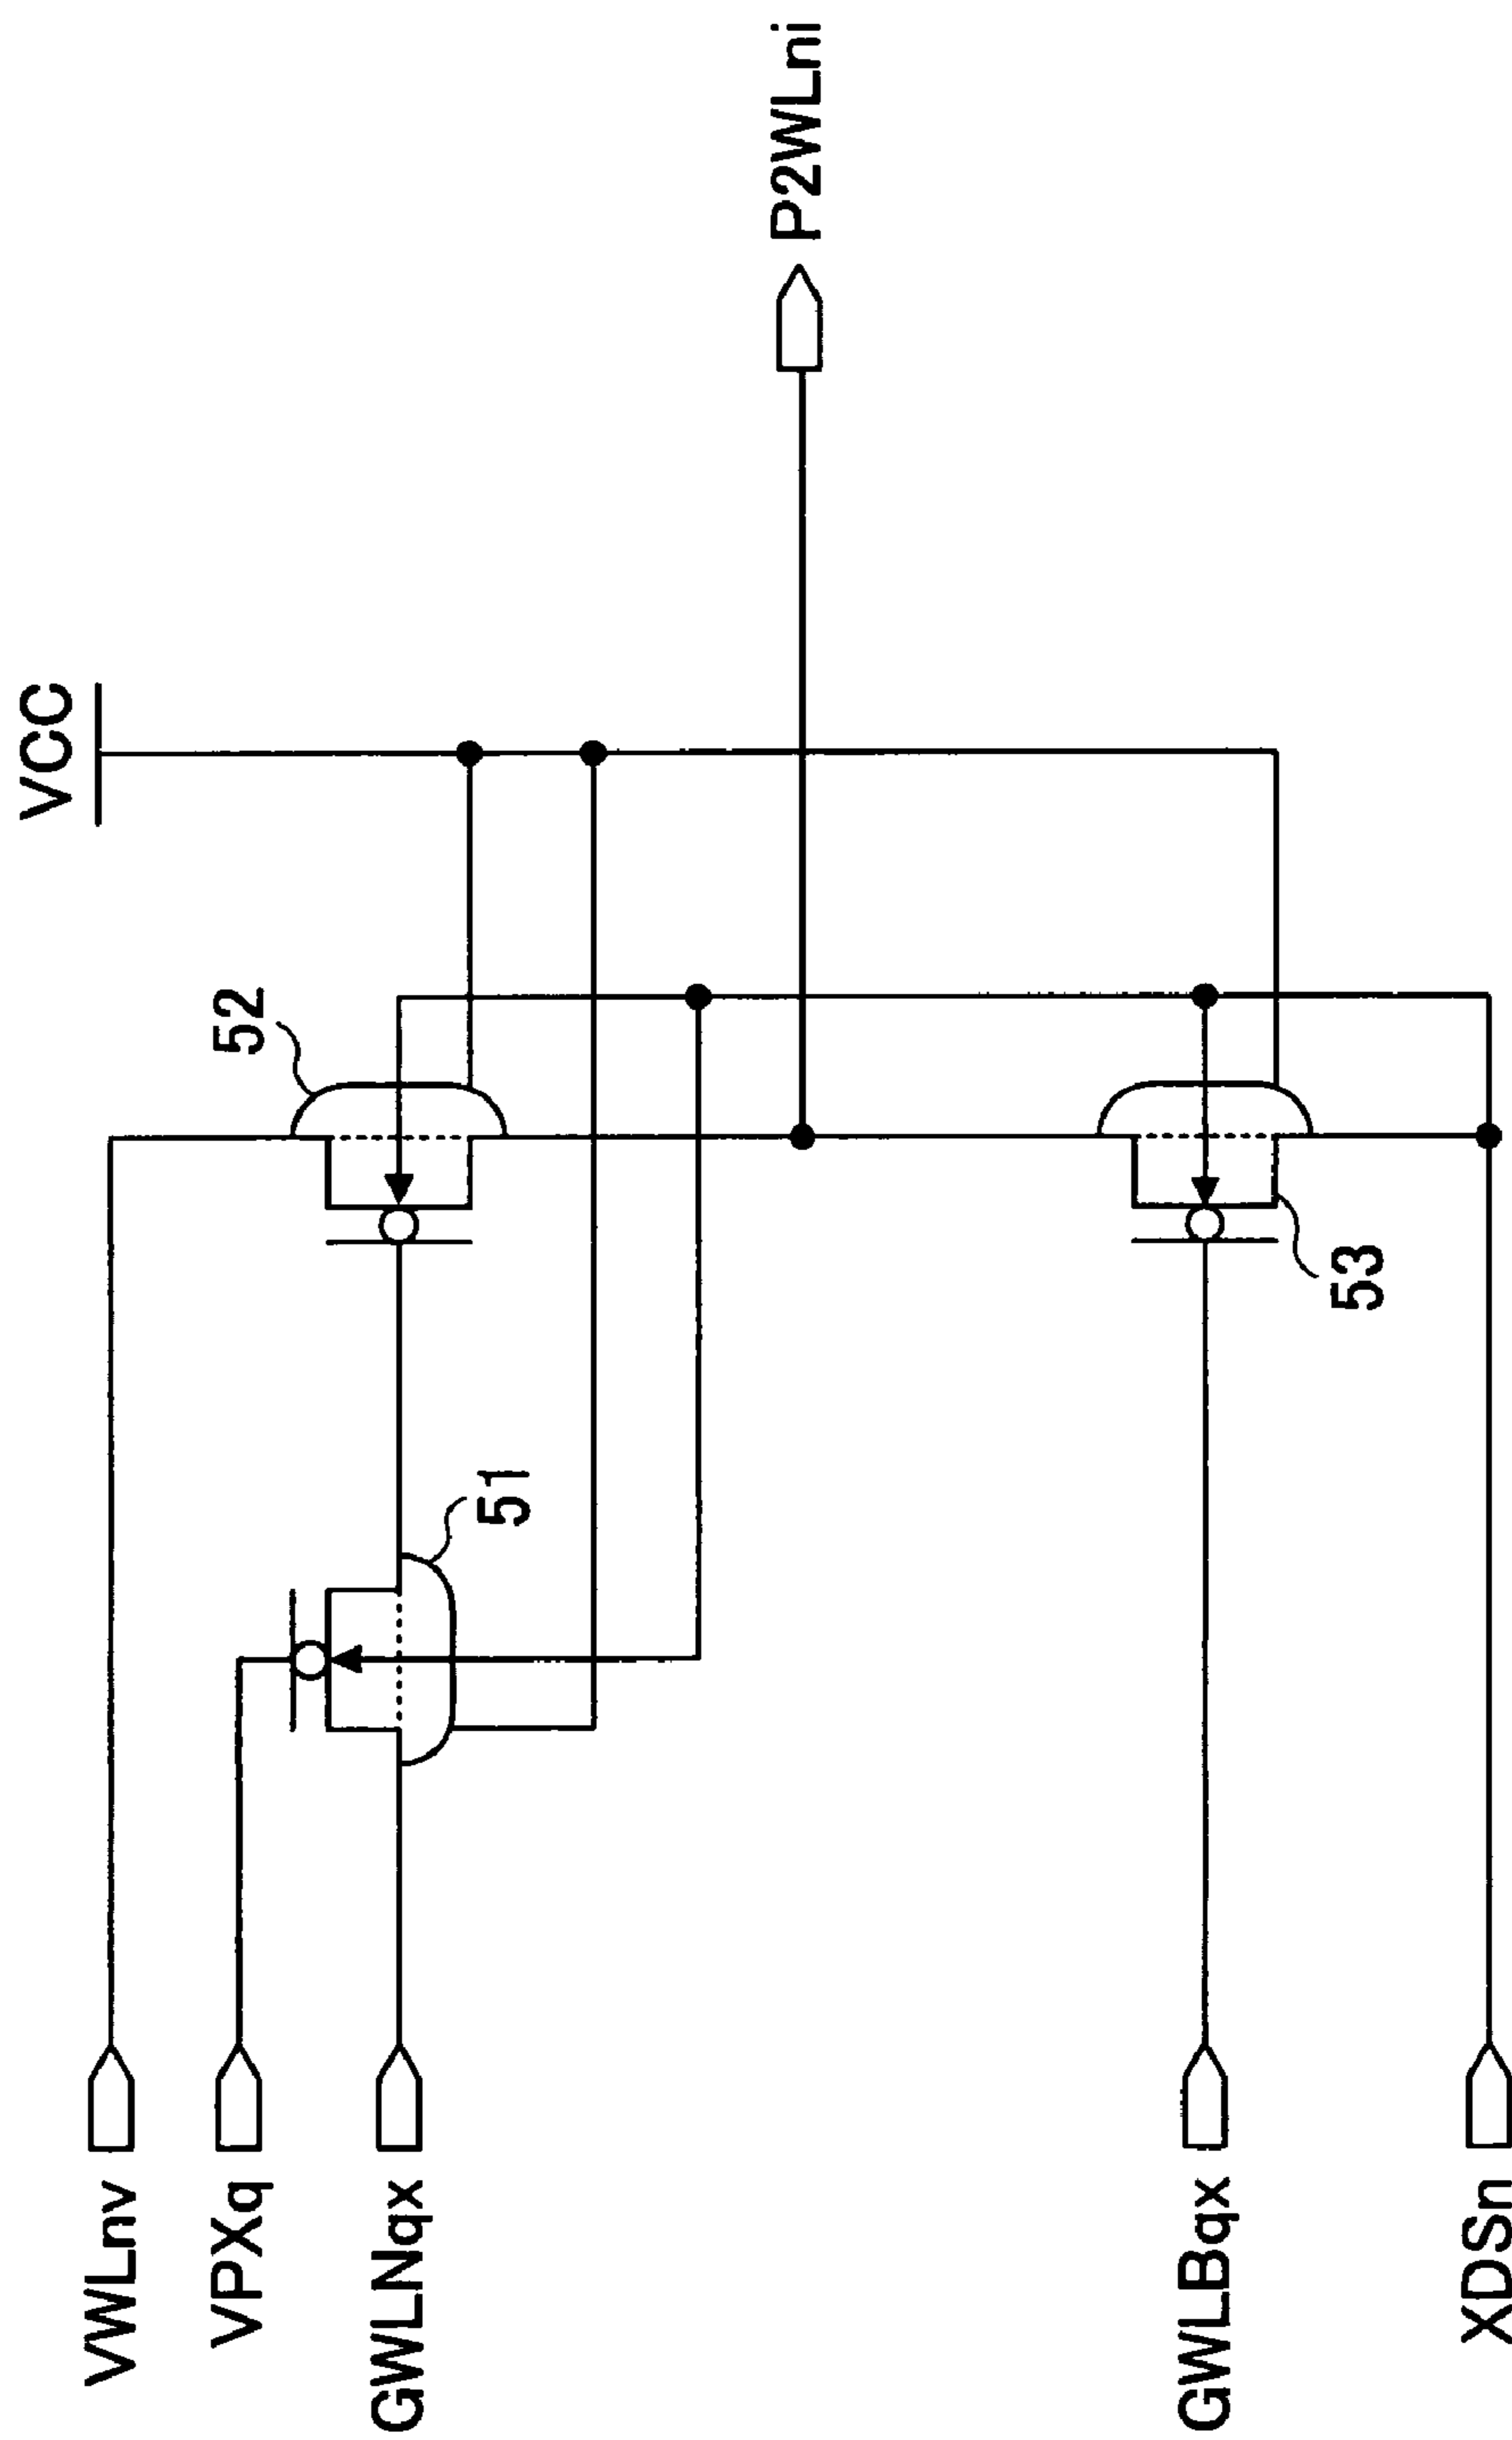 VCC
P2WLni
52
51
53
VWLnv
VPXq
GWLNqx
GWLBqx
XDSn